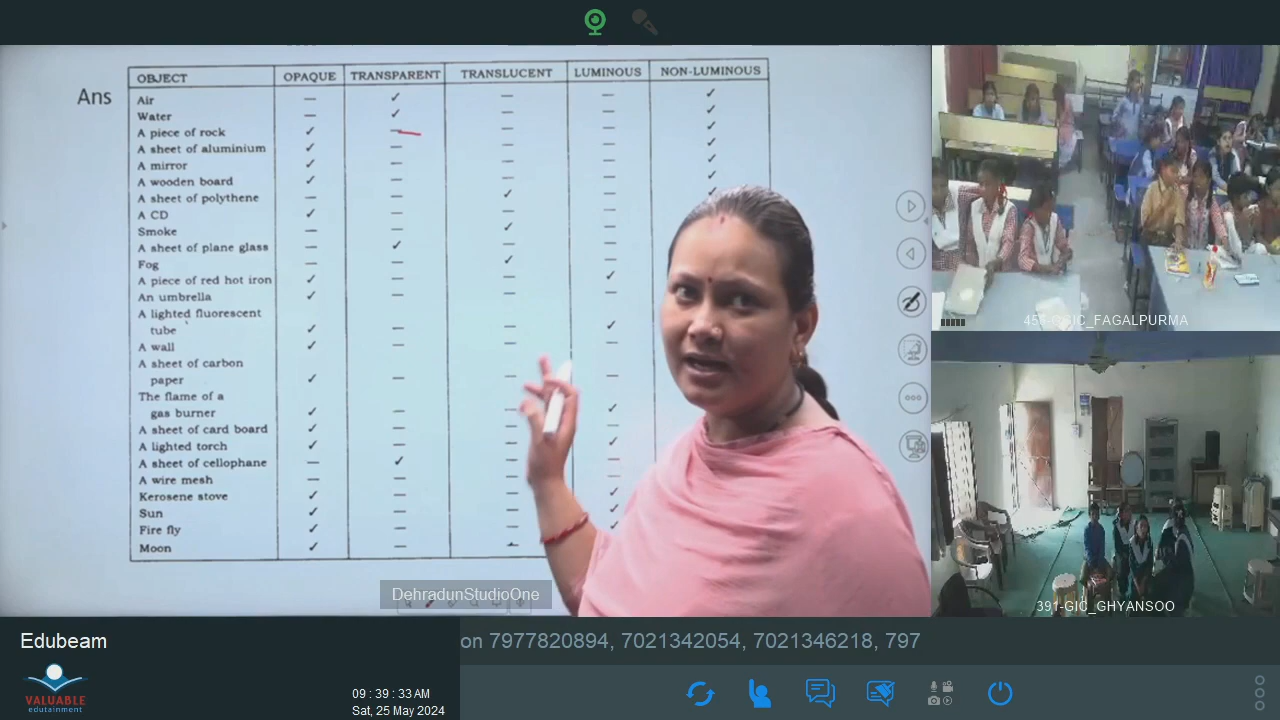 Ans
OBJECT OPAQUE TRANSPARENT TRANSLUCENT LUMINOUS NON-LUMINOUS
Air — ✓ — — ✓
Water — ✓ — — ✓
A piece of rock ✓ — — — ✓
A sheet of aluminium ✓ — — — ✓
A mirror ✓ — — — ✓
A wooden board ✓ — — — ✓
A sheet of polythene — — ✓ — ✓
A CD ✓ — — —
Smoke — — ✓ —
A sheet of plane glass — ✓ — —
Fog — — ✓ —
A piece of red hot iron ✓ — — ✓
An umbrella ✓ — — —
A lighted fluorescent
tube ✓ — — ✓
A wall ✓ — — —
A sheet of carbon
paper ✓ — — —
The flame of a
gas burner ✓ — — ✓
A sheet of card board ✓ — — —
A lighted torch ✓ — — ✓
A sheet of cellophane — ✓ — —
A wire mesh — — — —
Kerosene stove ✓ — — ✓
Sun ✓ — — ✓
Fire fly ✓ — — ✓
Moon ✓ — —
DehradunStudioOne
GGIC_FAGALPURMA
391-GIC_GHYANSOO
Edubeam
on 7977820894, 7021342054, 7021346218, 797
VALUABLE
edutainment
09 : 39 : 33 AM
Sat, 25 May 2024